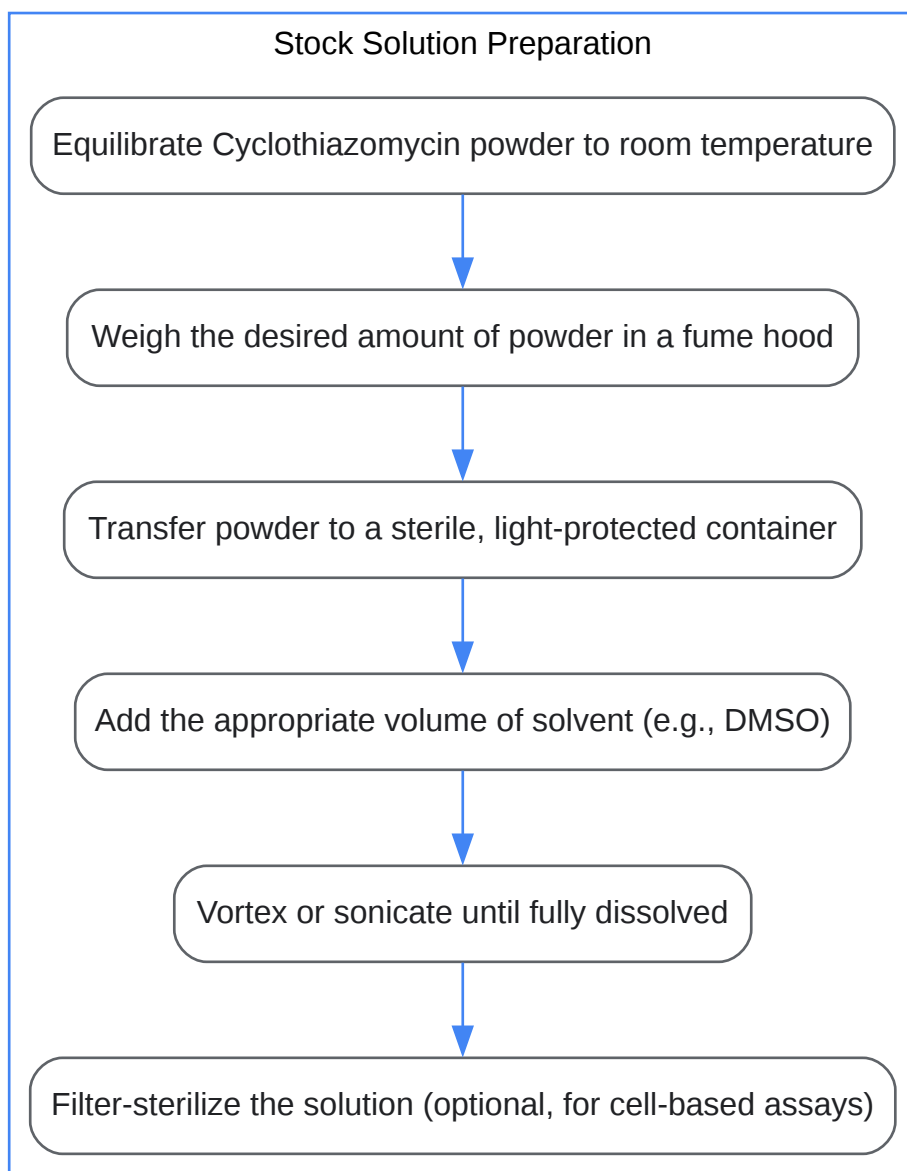 Stock Solution Preparation
Equilibrate Cyclothiazomycin powder to room temperature
Weigh the desired amount of powder in a fume hood
Transfer powder to a sterile, light-protected container
Add the appropriate volume of solvent (e.g., DMSO)
Vortex or sonicate until fully dissolved
Filter-sterilize the solution (optional, for cell-based assays)